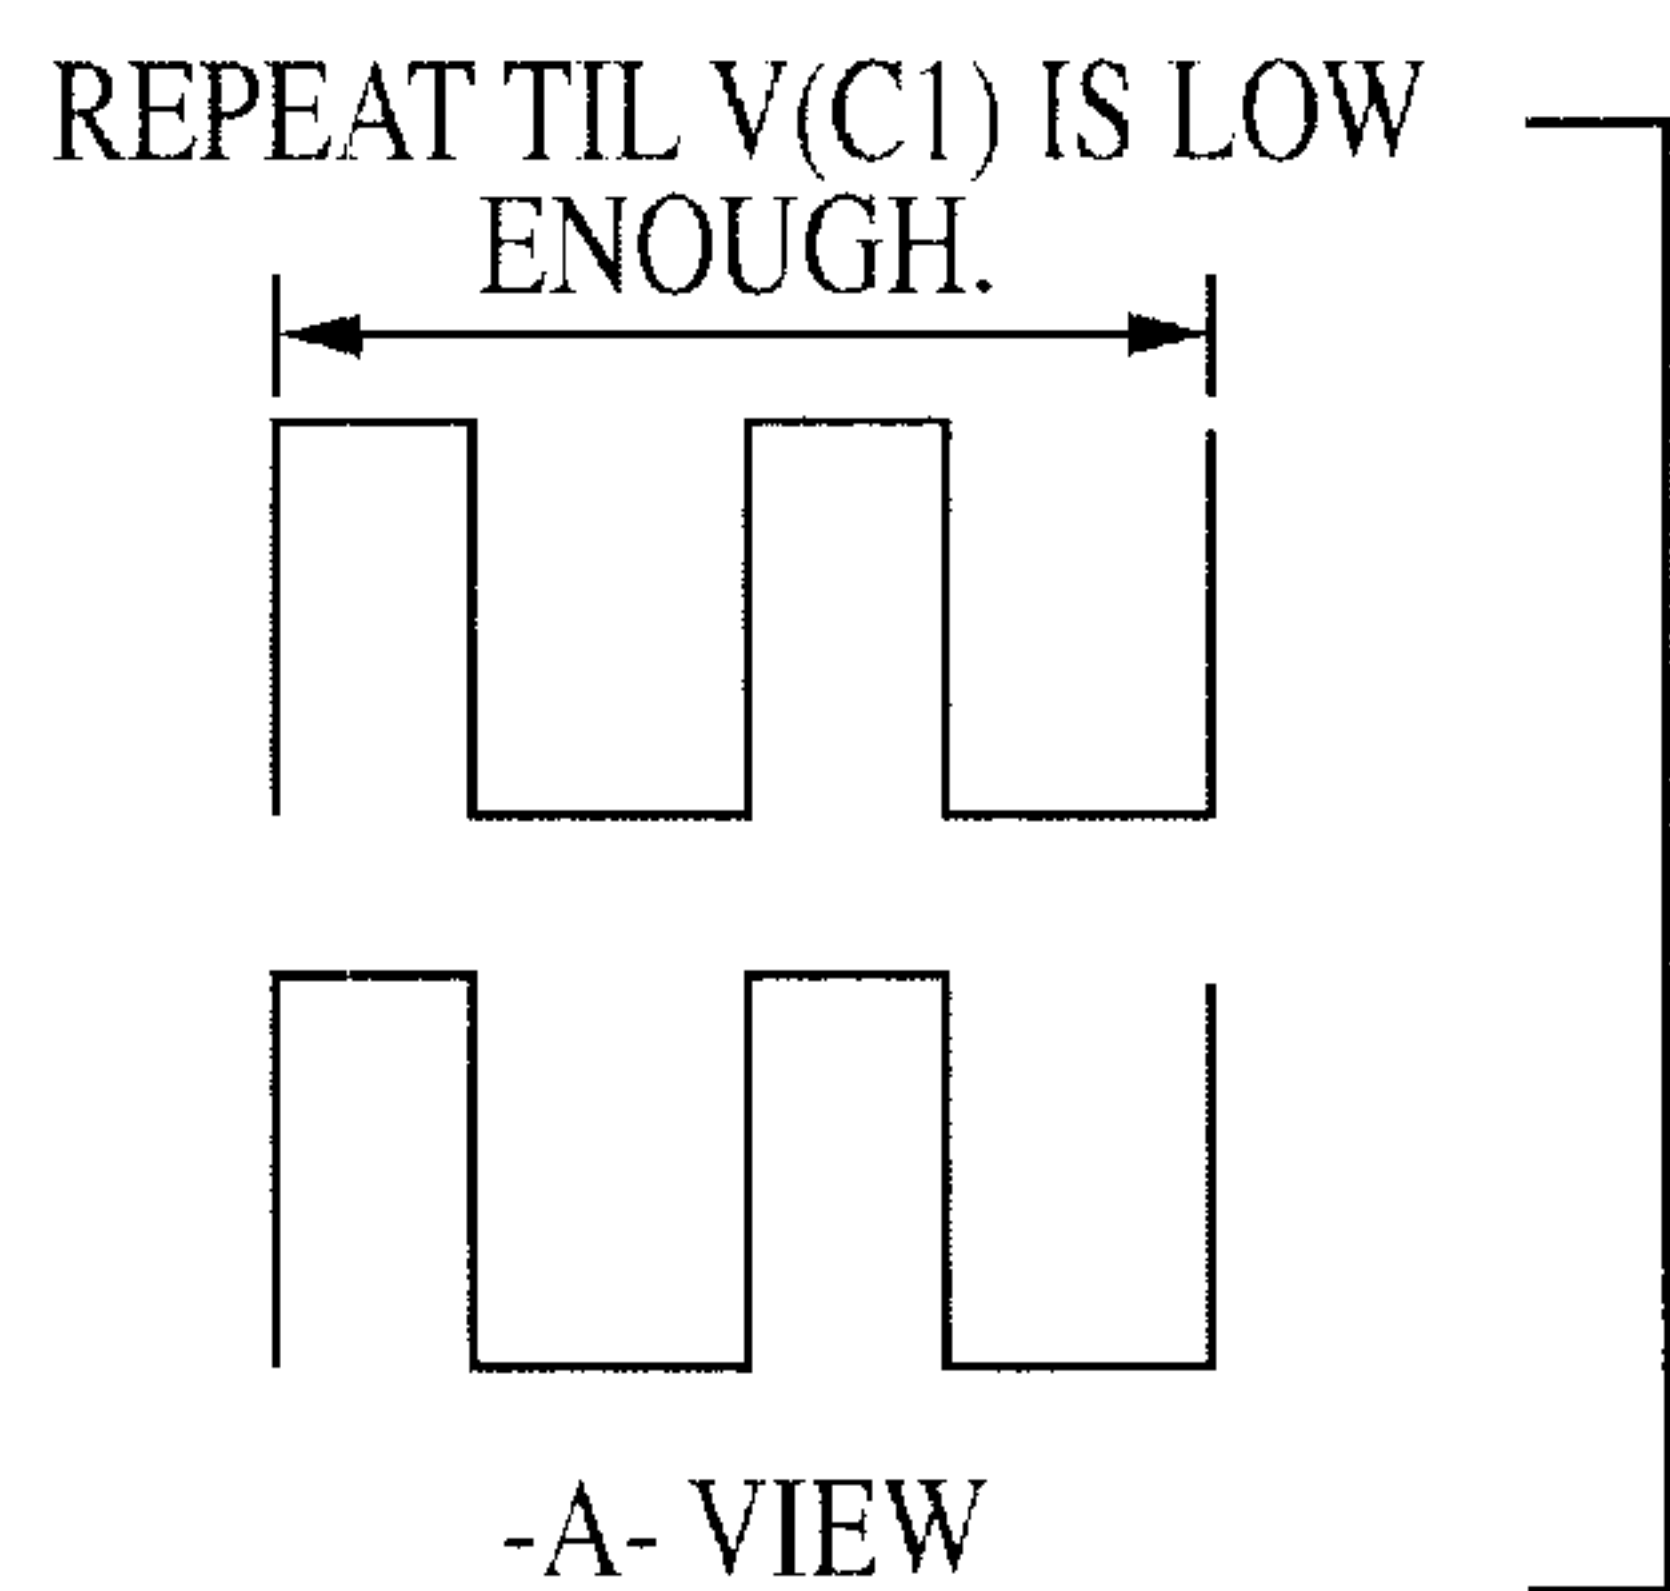 REPEAT TIL V(C1) IS LOW
ENOUGH.
-A- VIEW